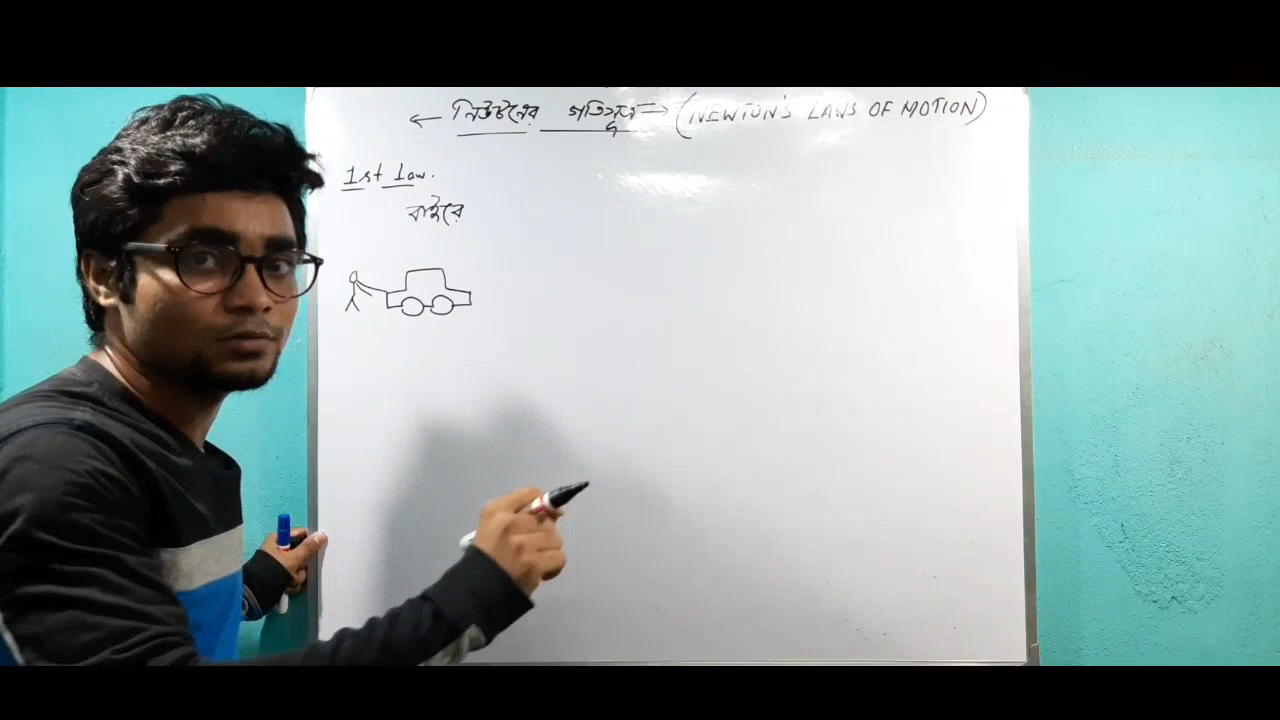 ← নিউটনের গতিসূত্র → (NEWTON'S LAWS OF MOTION)
1st Law.
বাইরে